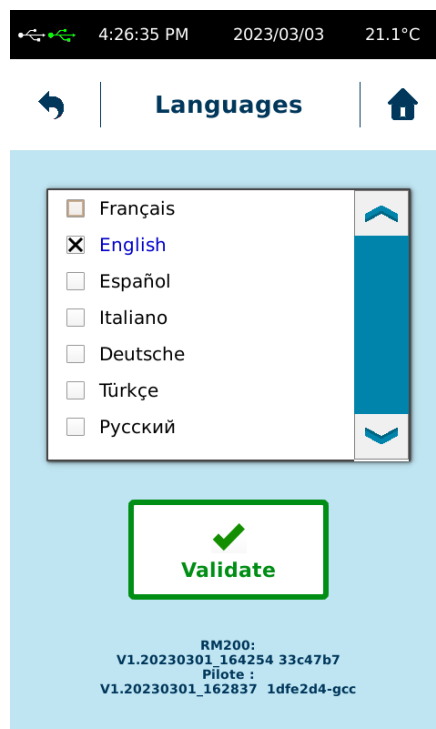 4:26:35 PM 2023/03/03 21.1°C
Languages
Français
English
Español
Italiano
Deutsche
Türkçe
Русский
Validate
RM200:
V1.20230301_164254 33c47b7
Pilote :
V1.20230301_162837 1dfe2d4-gcc